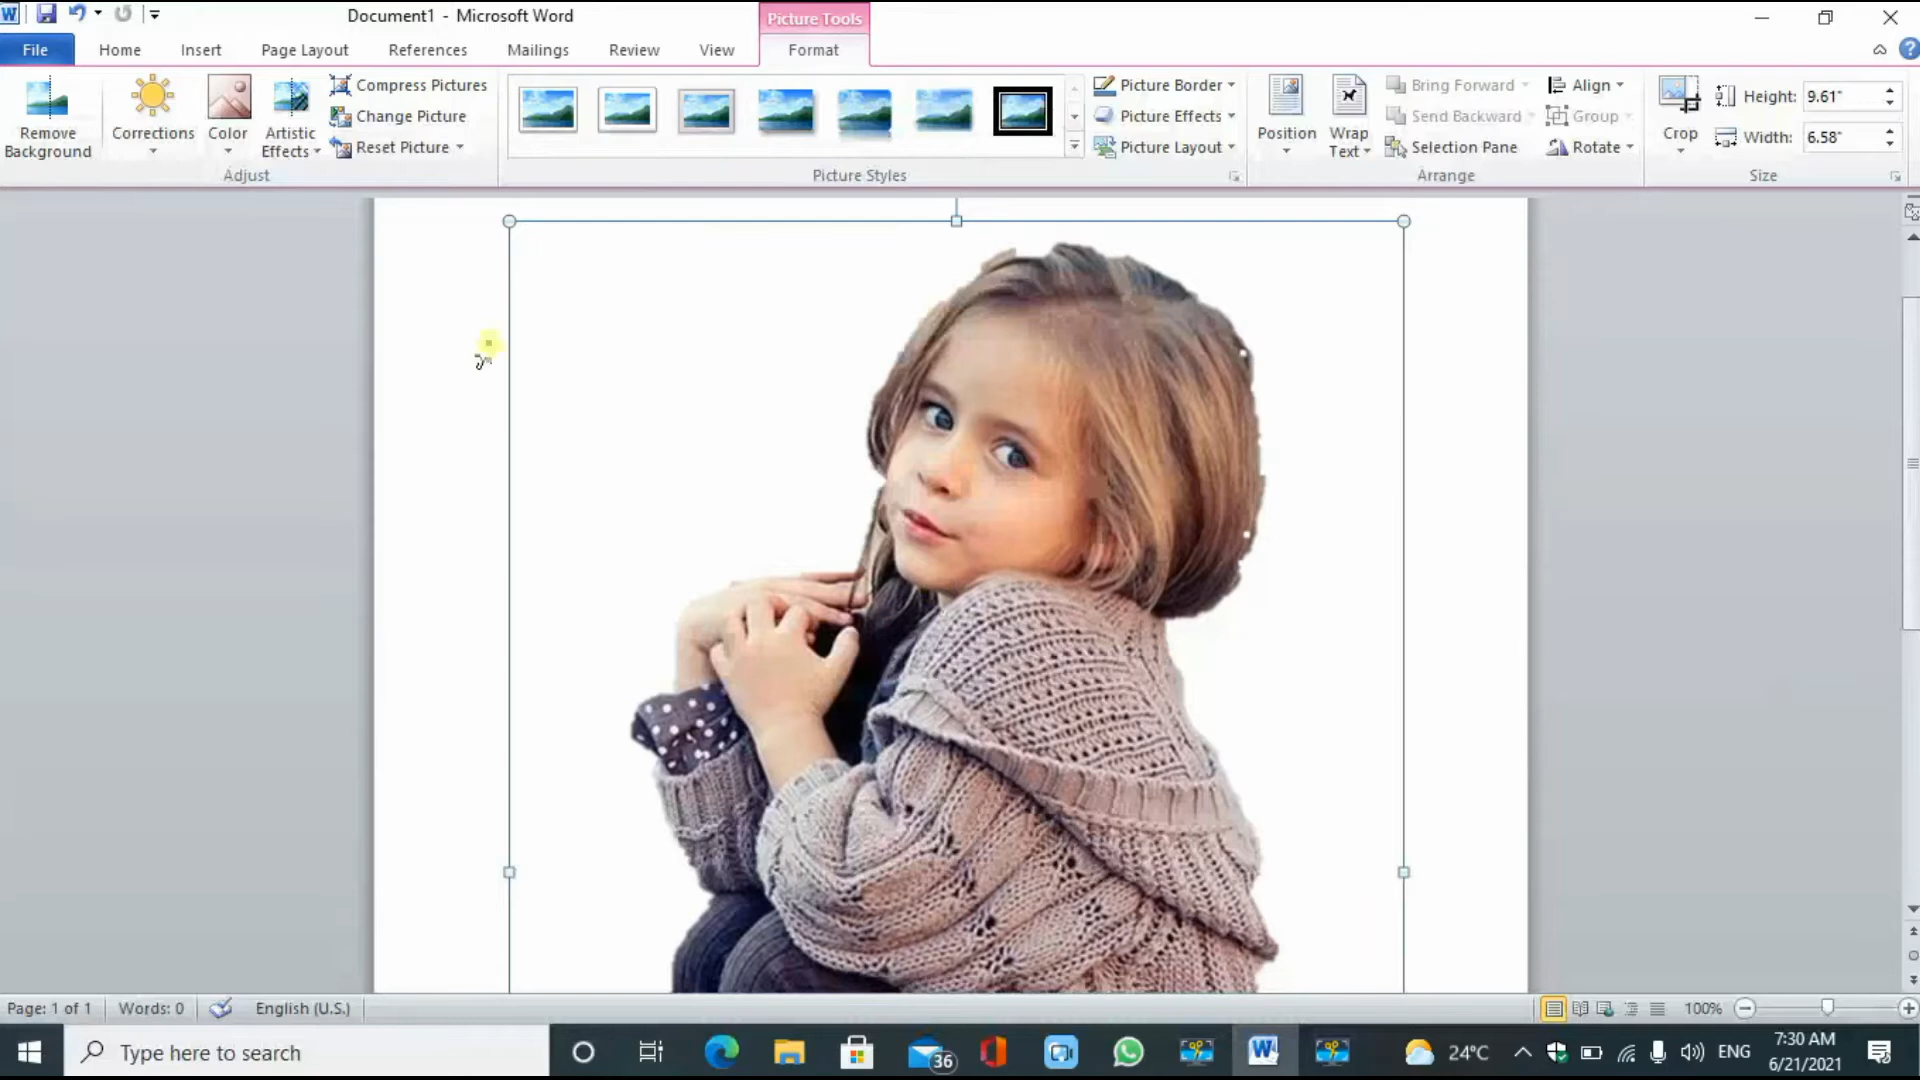 Document1 - Microsoft Word
Picture Tools
File Home Insert Page Layout References Mailings Review View Format
Remove Background
Corrections
Color
Artistic Effects
Compress Pictures
Change Picture
Reset Picture
Adjust
Picture Styles
Picture Border
Picture Effects
Picture Layout
Position
Wrap Text
Bring Forward
Send Backward
Selection Pane
Align
Group
Rotate
Arrange
Crop
Height: 9.61"
Width: 6.58"
Size
Page: 1 of 1 Words: 0 English (U.S.) 100%
Type here to search
36
24°C
ENG
7:30 AM
6/21/2021